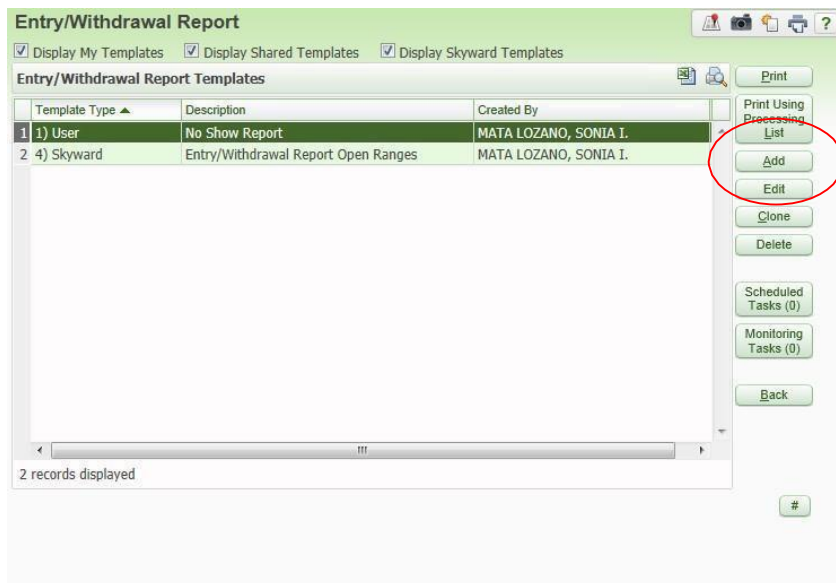 Entry/Withdrawal Report
?
Display My Templates Display Shared Templates Display Skyward Templates
Entry/Withdrawal Report Templates
Print
Template Type Description Created By
Print Using
Processing
List
1 1) User No Show Report MATA LOZANO, SONIA I.
2 4) Skyward Entry/Withdrawal Report Open Ranges MATA LOZANO, SONIA I.
Add
Edit
Clone
Delete
Scheduled
Tasks (0)
Monitoring
Tasks (0)
Back
2 records displayed
#